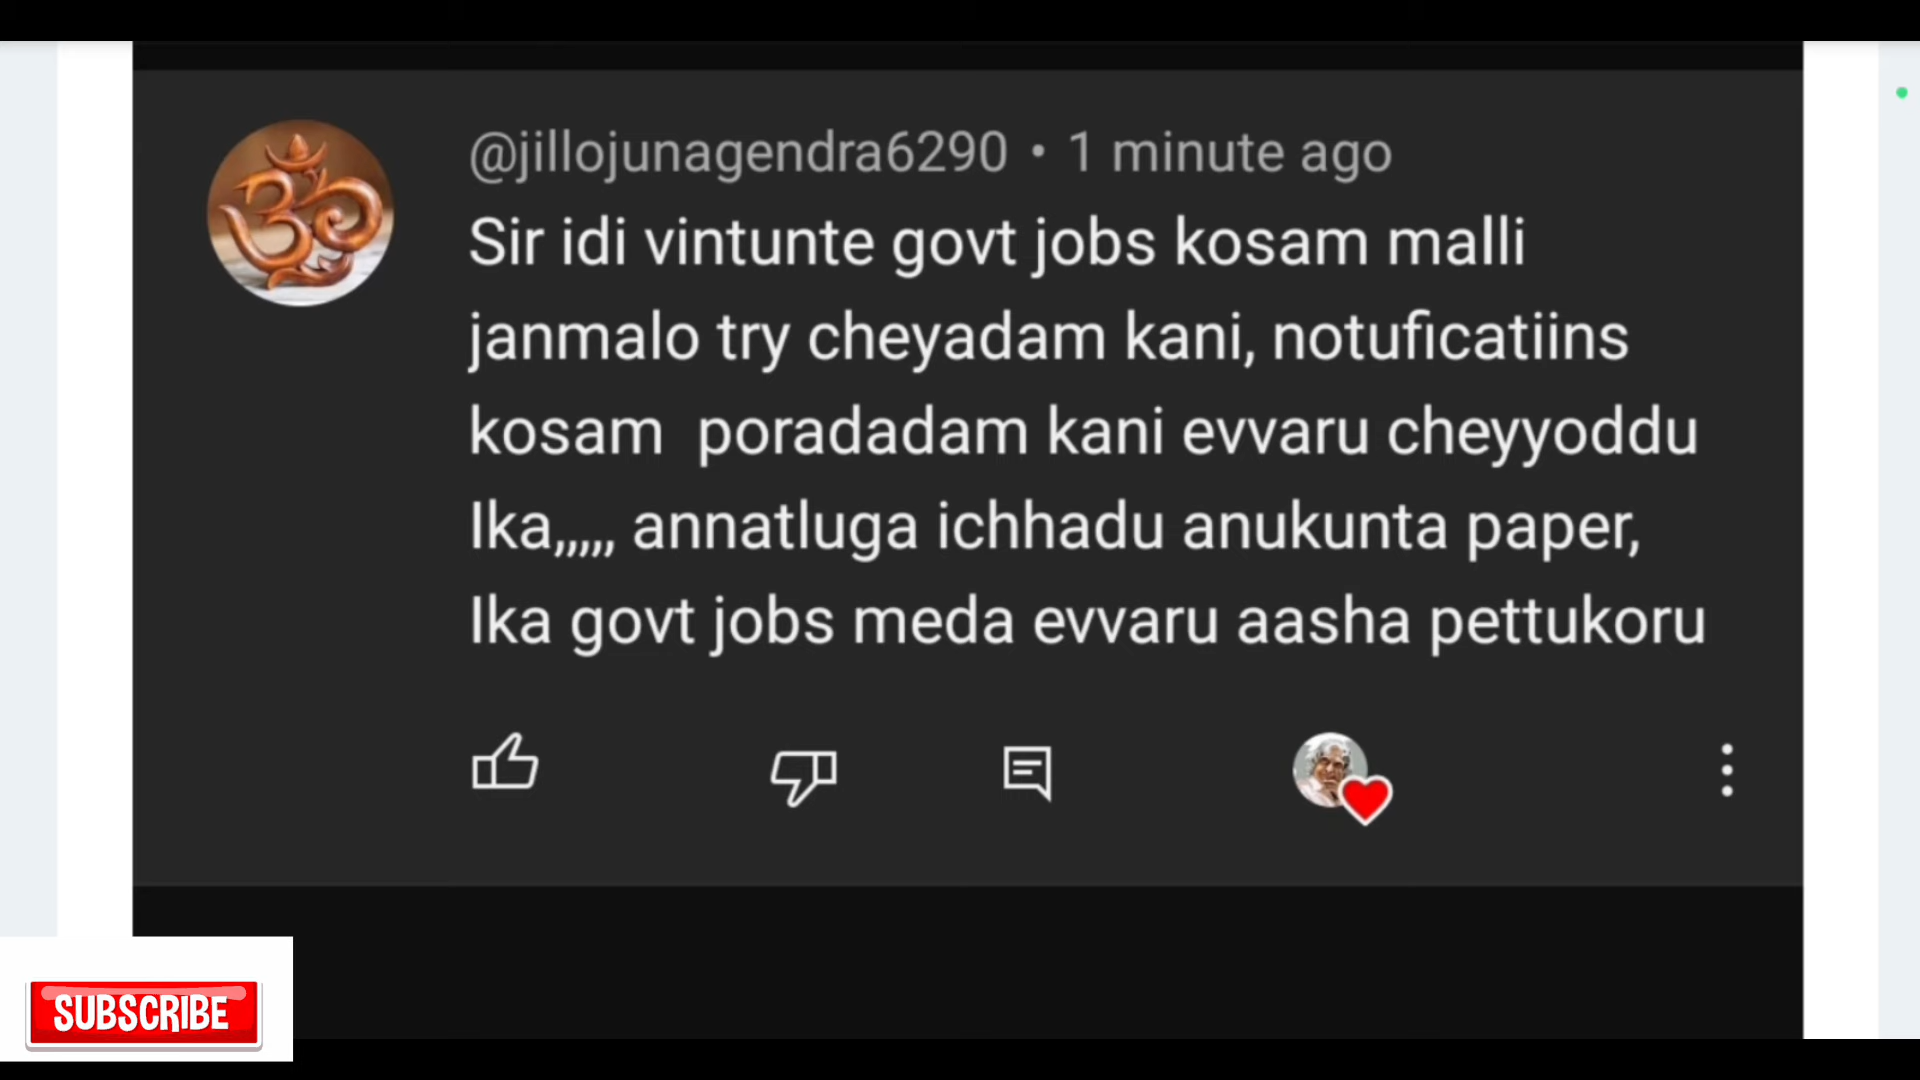 @jillojunagendra6290 • 1 minute ago
Sir idi vintunte govt jobs kosam malli
janmalo try cheyadam kani, notuficatiins
kosam  poradadam kani evvaru cheyyoddu
Ika,,,,, annatluga ichhadu anukunta paper,
Ika govt jobs meda evvaru aasha pettukoru
SUBSCRIBE